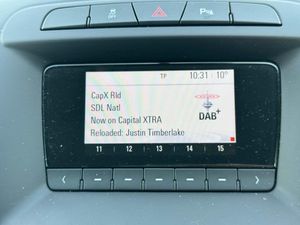 TP 10:31 10°
CapX Rld
SDL Natl
Now on Capital XTRA
Reloaded: Justin Timberlake
DAB+
11 12 13 14 15